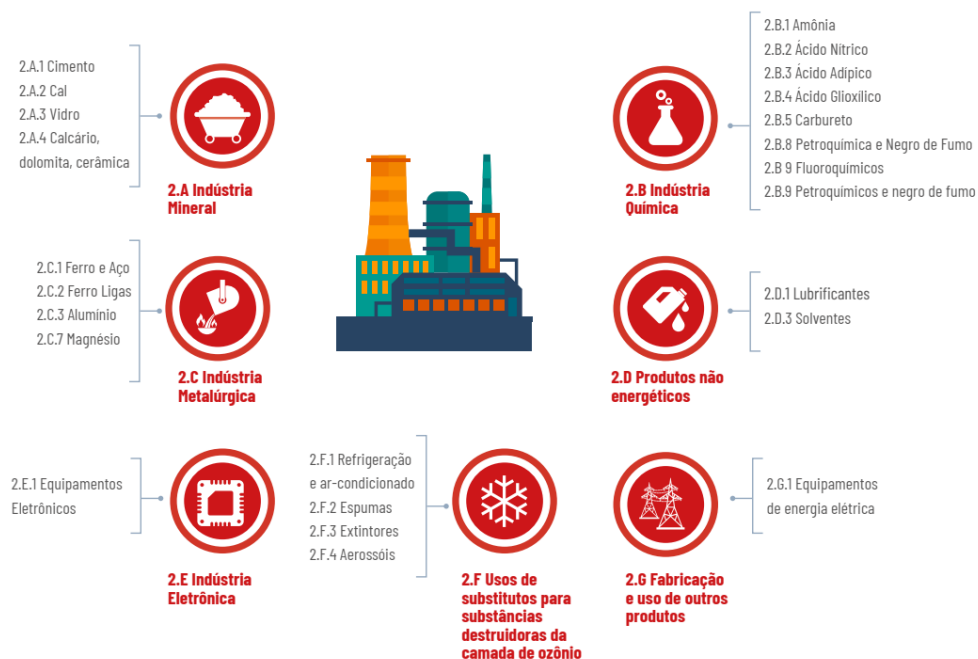 2.A.1 Cimento
2.A.2 Cal
2.A.3 Vidro
2.A.4 Calcário,
dolomita, cerâmica
2.A Indústria
Mineral
2.B.1 Amônia
2.B.2 Ácido Nítrico
2.B.3 Ácido Adípico
2.B.4 Ácido Glioxílico
2.B.5 Carbureto
2.B.8 Petroquímica e Negro de Fumo
2.B 9 Fluoroquímicos
2.B.9 Petroquímicos e negro de fumo
2.B Indústria
Química
2.C.1 Ferro e Aço
2.C.2 Ferro Ligas
2.C.3 Alumínio
2.C.7 Magnésio
2.C Indústria
Metalúrgica
2.D.1 Lubrificantes
2.D.3 Solventes
2.D Produtos não
energéticos
2.E.1 Equipamentos
Eletrônicos
2.E Indústria
Eletrônica
2.F.1 Refrigeração
e ar-condicionado
2.F.2 Espumas
2.F.3 Extintores
2.F.4 Aerossóis
2.F Usos de
substitutos para
substâncias
destruidoras da
camada de ozônio
2.G.1 Equipamentos
de energia elétrica
2.G Fabricação
e uso de outros
produtos